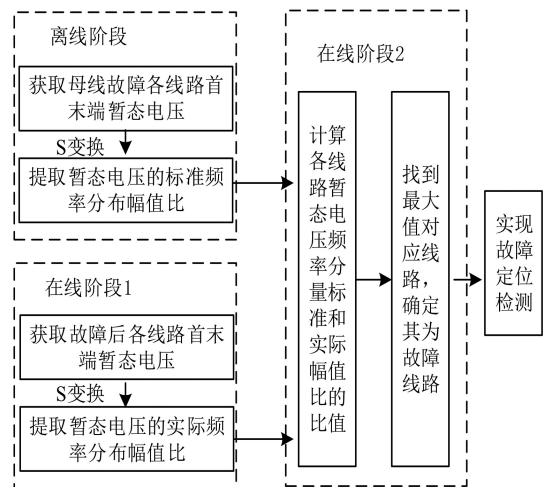 离线阶段
获取母线故障各线路首
末端暂态电压
S变换
提取暂态电压的标准频
率分布幅值比
在线阶段1
获取故障后各线路首末
端暂态电压
S变换
提取暂态电压的实际频
率分布幅值比
在线阶段2
计算
各线
路暂
态电
压频
率分
量标
准和
实际
幅值
比的
比值
找到
最大
值对
应线
路，
确定
其为
故障
线路
实现
故障
定位
检测